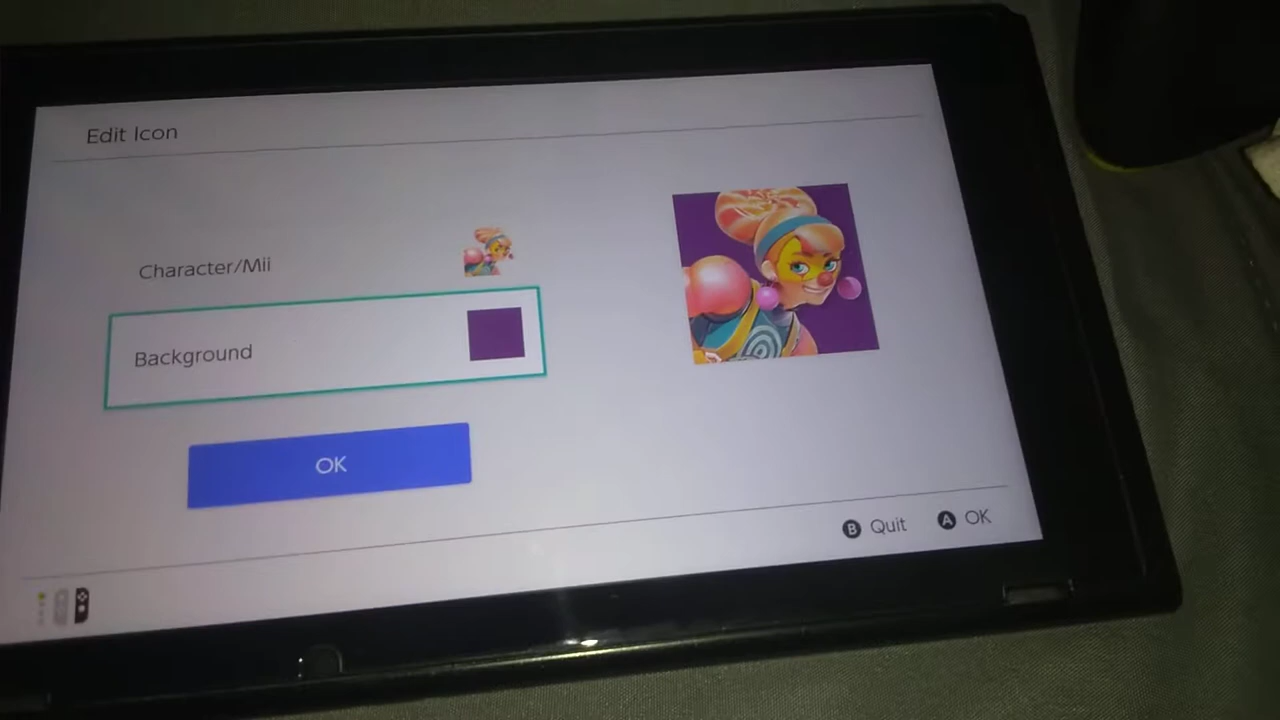 Edit Icon
Character/Mii
Background
OK
B Quit A OK